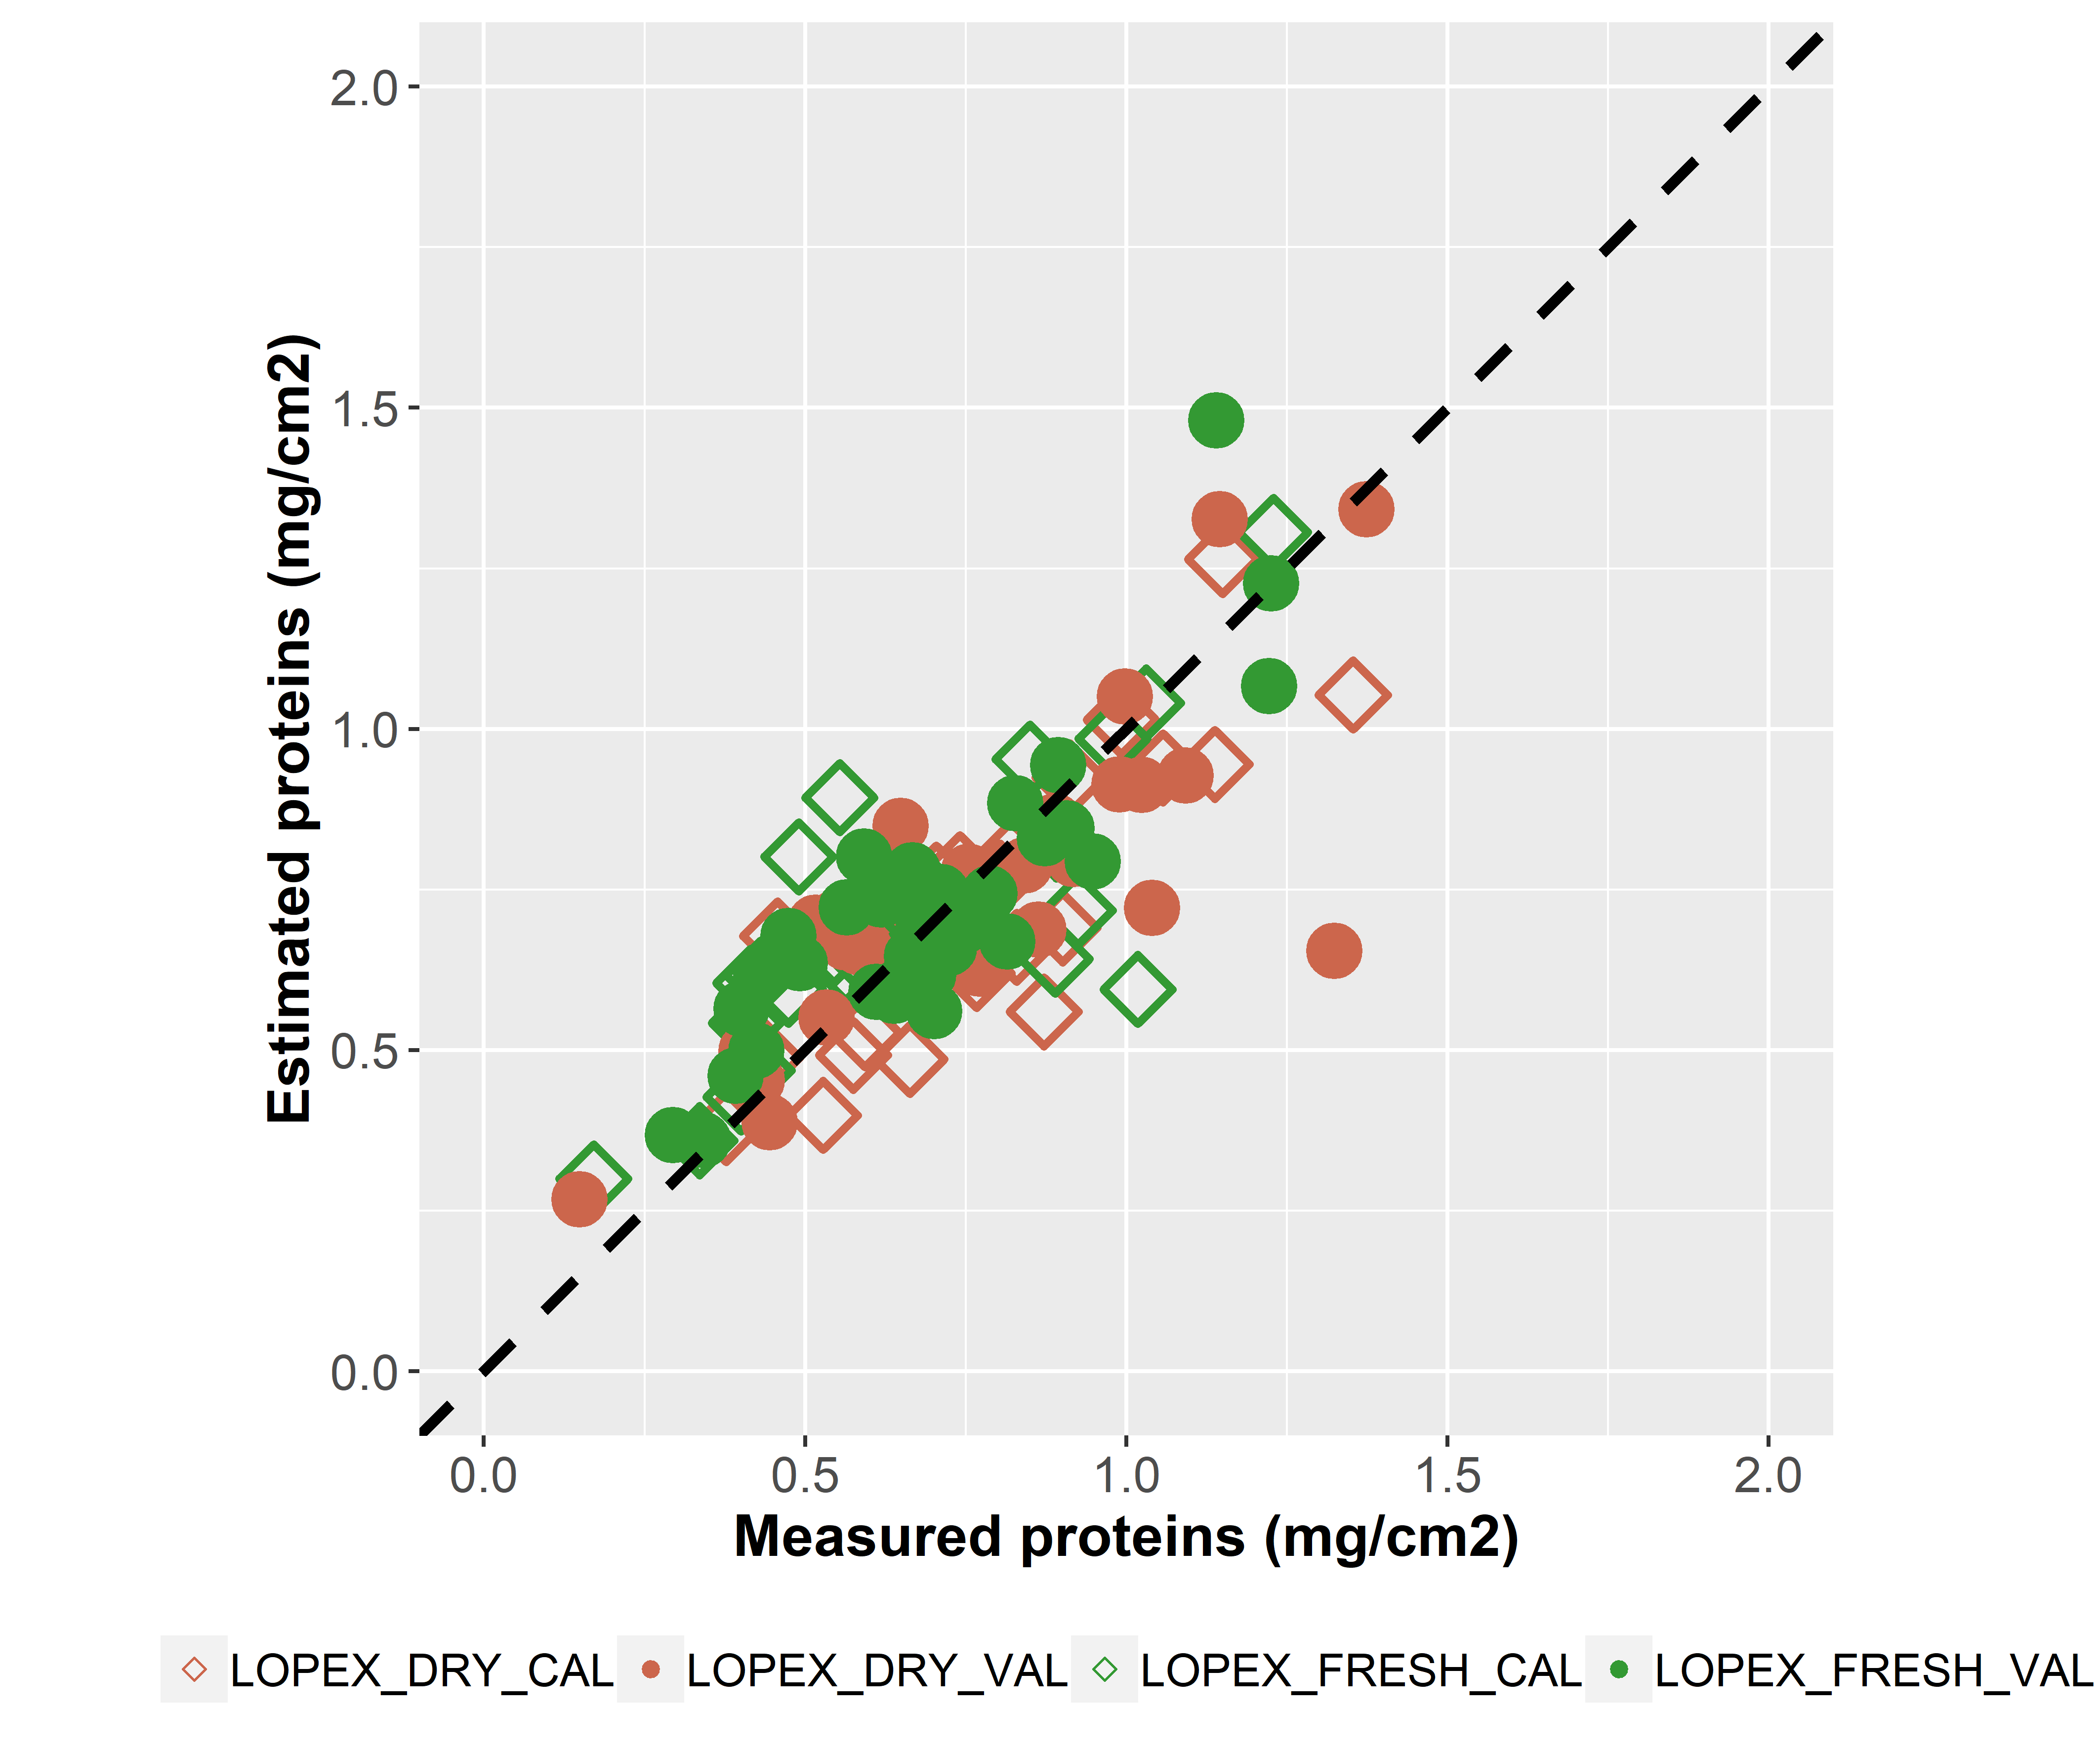 Estimated proteins (mg/cm2)
2.0
1.5
1.0
0.5
0.0
0.0 0.5 1.0 1.5 2.0
Measured proteins (mg/cm2)
LOPEX_DRY_CAL LOPEX_DRY_VAL LOPEX_FRESH_CAL LOPEX_FRESH_VAL